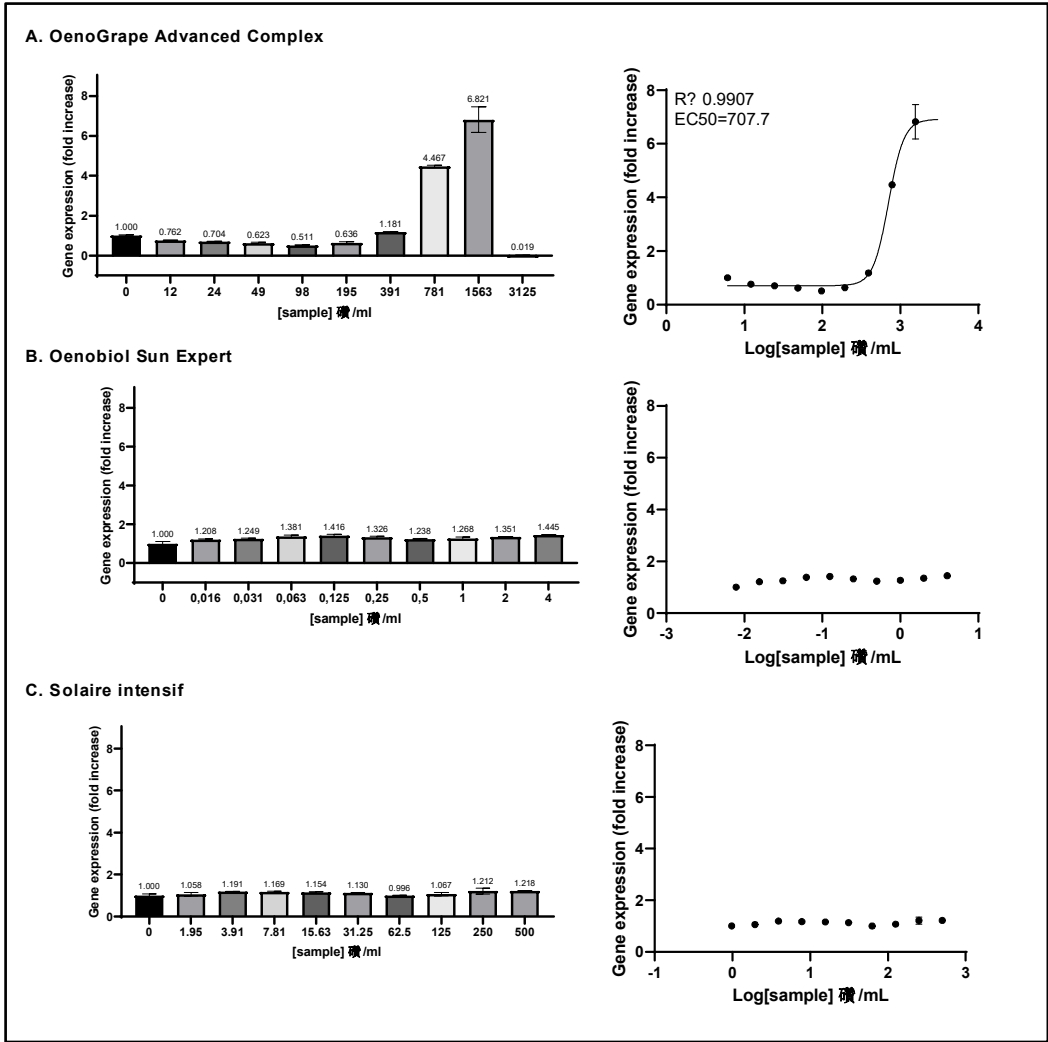 A. OenoGrape Advanced Complex
Gene expression (fold increase)
8
6
4
2
0
1.000 0.762 0.704 0.623 0.511 0.636 1.181 4.467 6.821 0.019
0 12 24 49 98 195 391 781 1563 3125
[sample] 礸/ml
R? 0.9907
EC50=707.7
Gene expression (fold increase)
8
6
4
2
0
0 1 2 3 4
Log[sample] 礸/mL
B. Oenobiol Sun Expert
Gene expression (fold increase)
8
6
4
2
0
1.000 1.208 1.249 1.381 1.416 1.326 1.238 1.268 1.351 1.445
0 0,016 0,031 0,063 0,125 0,25 0,5 1 2 4
[sample] 礸/ml
Gene expression (fold increase)
8
6
4
2
0
-3 -2 -1 0 1
Log[sample] 礸/mL
C. Solaire intensif
Gene expression (fold increase)
8
6
4
2
0
1.000 1.058 1.191 1.169 1.154 1.130 0.996 1.067 1.212 1.218
0 1.95 3.91 7.81 15.63 31.25 62.5 125 250 500
[sample] 礸/ml
Gene expression (fold increase)
8
6
4
2
0
-1 0 1 2 3
Log[sample] 礸/mL